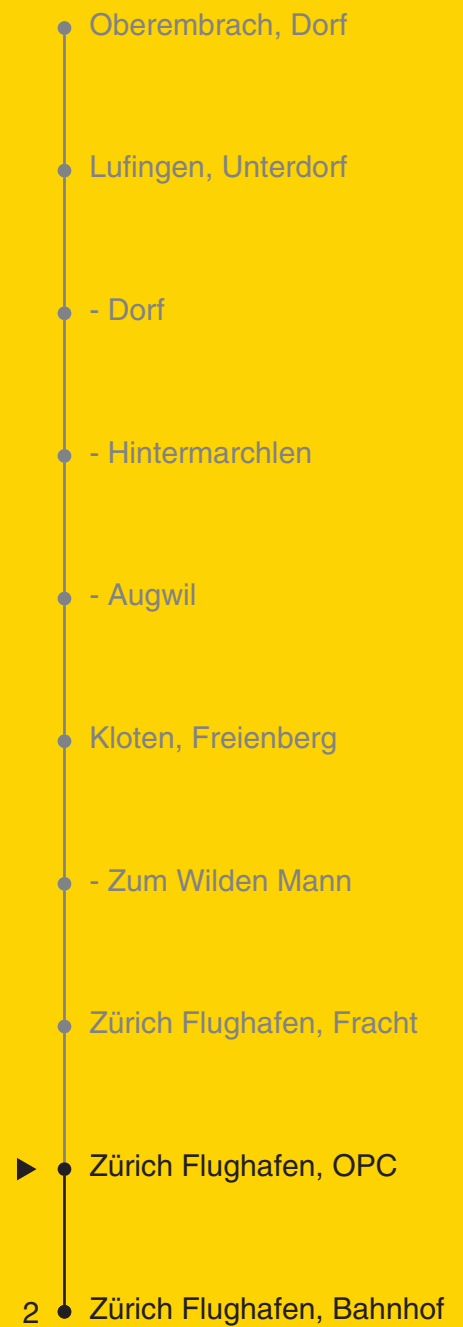 Oberembrach, Dorf
Lufingen, Unterdorf
- Dorf
- Hintermarchlen
- Augwil
Kloten, Freienberg
- Zum Wilden Mann
Zürich Flughafen, Fracht
Zürich Flughafen, OPC
2 Zürich Flughafen, Bahnhof